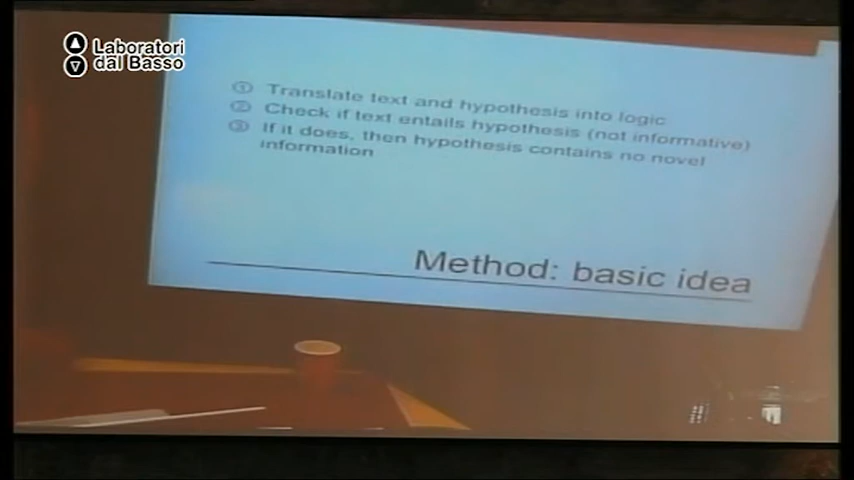 Laboratori
dal Basso
① Translate text and hypothesis into logic
② Check if text entails hypothesis (not informative)
③ If it does, then hypothesis contains no novel
information
Method: basic idea